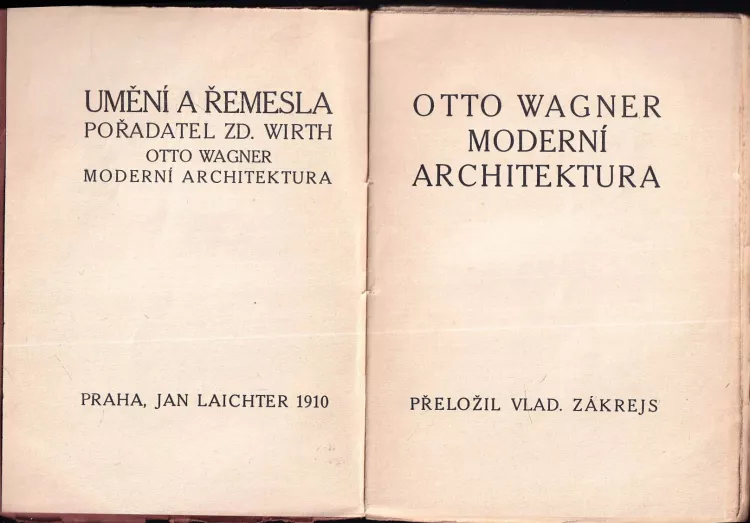 UMĚNÍ A ŘEMESLA
POŘADATEL ZD. WIRTH
OTTO WAGNER
MODERNÍ ARCHITEKTURA
PRAHA, JAN LAICHTER 1910
OTTO WAGNER
MODERNÍ
ARCHITEKTURA
PŘELOŽIL VLAD. ZÁKREJS